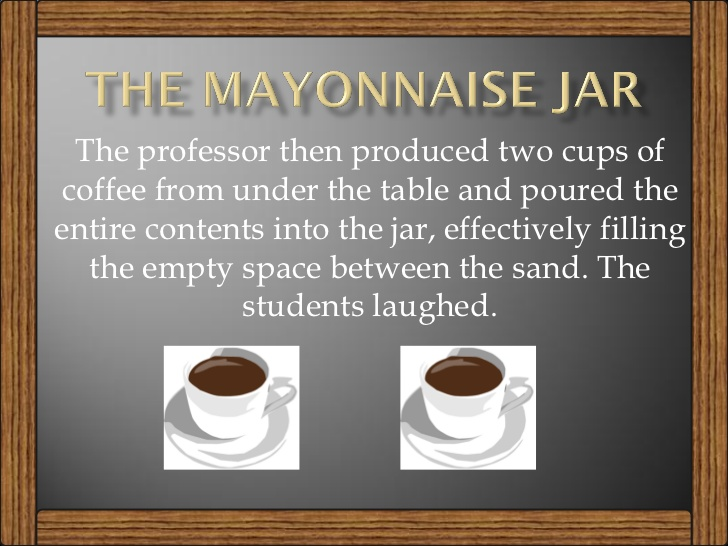 THE MAYONNAISE JAR
The professor then produced two cups of
coffee from under the table and poured the
entire contents into the jar, effectively filling
the empty space between the sand. The
students laughed.